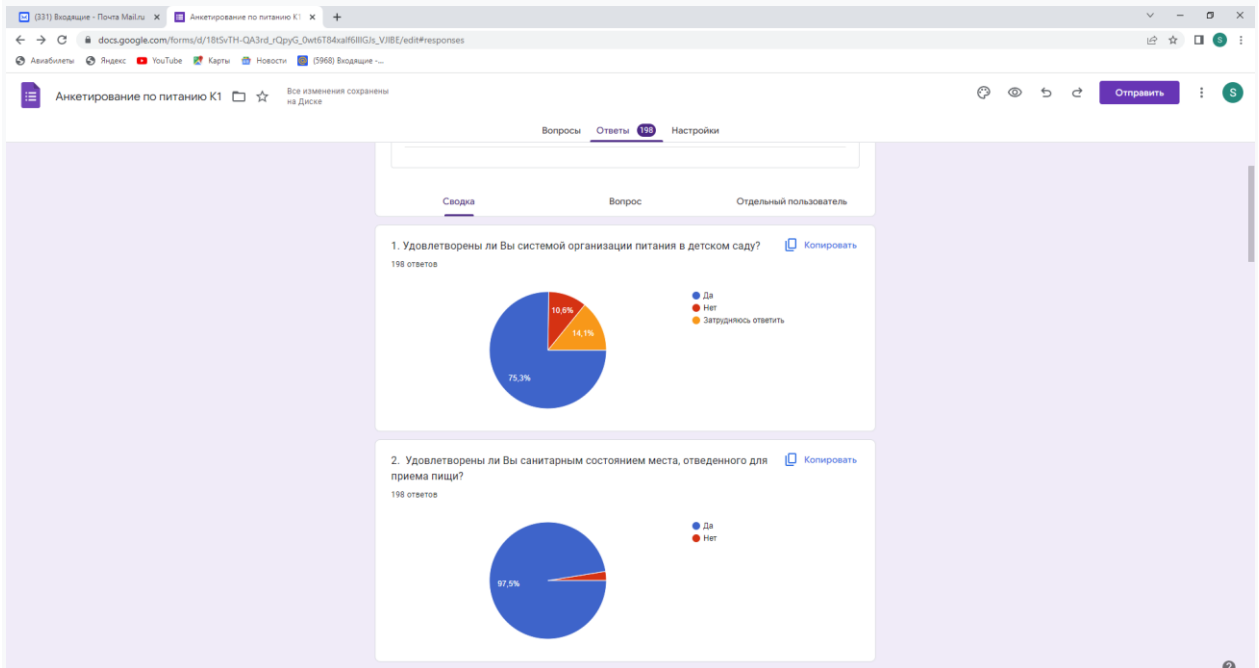 (331) Входящие - Почта Mail.ru
Анкетирование по питанию К1
docs.google.com/forms/d/18tSvTH-QA3rd_rQpyG_0wt6T84xalf6IIIGJs_VJIBE/edit#responses
Авиабилеты Яндекс YouTube Карты Новости (5968) Входящие -...
Анкетирование по питанию К1
Все изменения сохранены
на Диске
Отправить
S
Вопросы Ответы 198 Настройки
Сводка Вопрос Отдельный пользователь
1. Удовлетворены ли Вы системой организации питания в детском саду?
Копировать
198 ответов
Да
Нет
Затрудняюсь ответить
10,6%
14,1%
75,3%
2. Удовлетворены ли Вы санитарным состоянием места, отведенного для
приема пищи?
Копировать
198 ответов
Да
Нет
97,5%